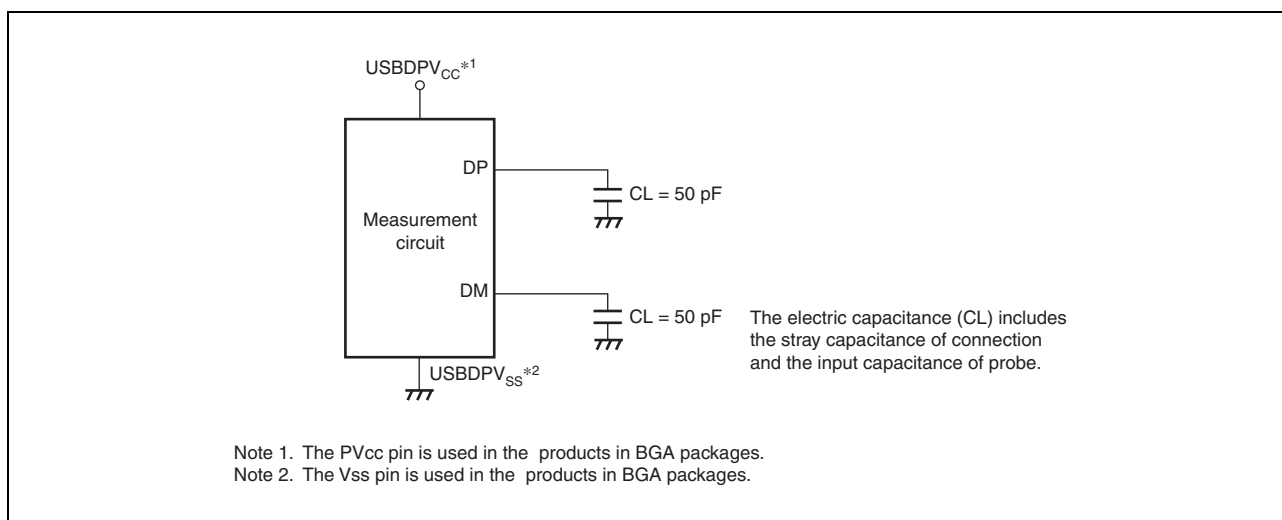 USBDPVCC*1
DP
CL = 50 pF
Measurement
circuit
DM
CL = 50 pF
The electric capacitance (CL) includes
the stray capacitance of connection
and the input capacitance of probe.
USBDPVSS*2
Note 1. The PVcc pin is used in the products in BGA packages.
Note 2. The Vss pin is used in the products in BGA packages.